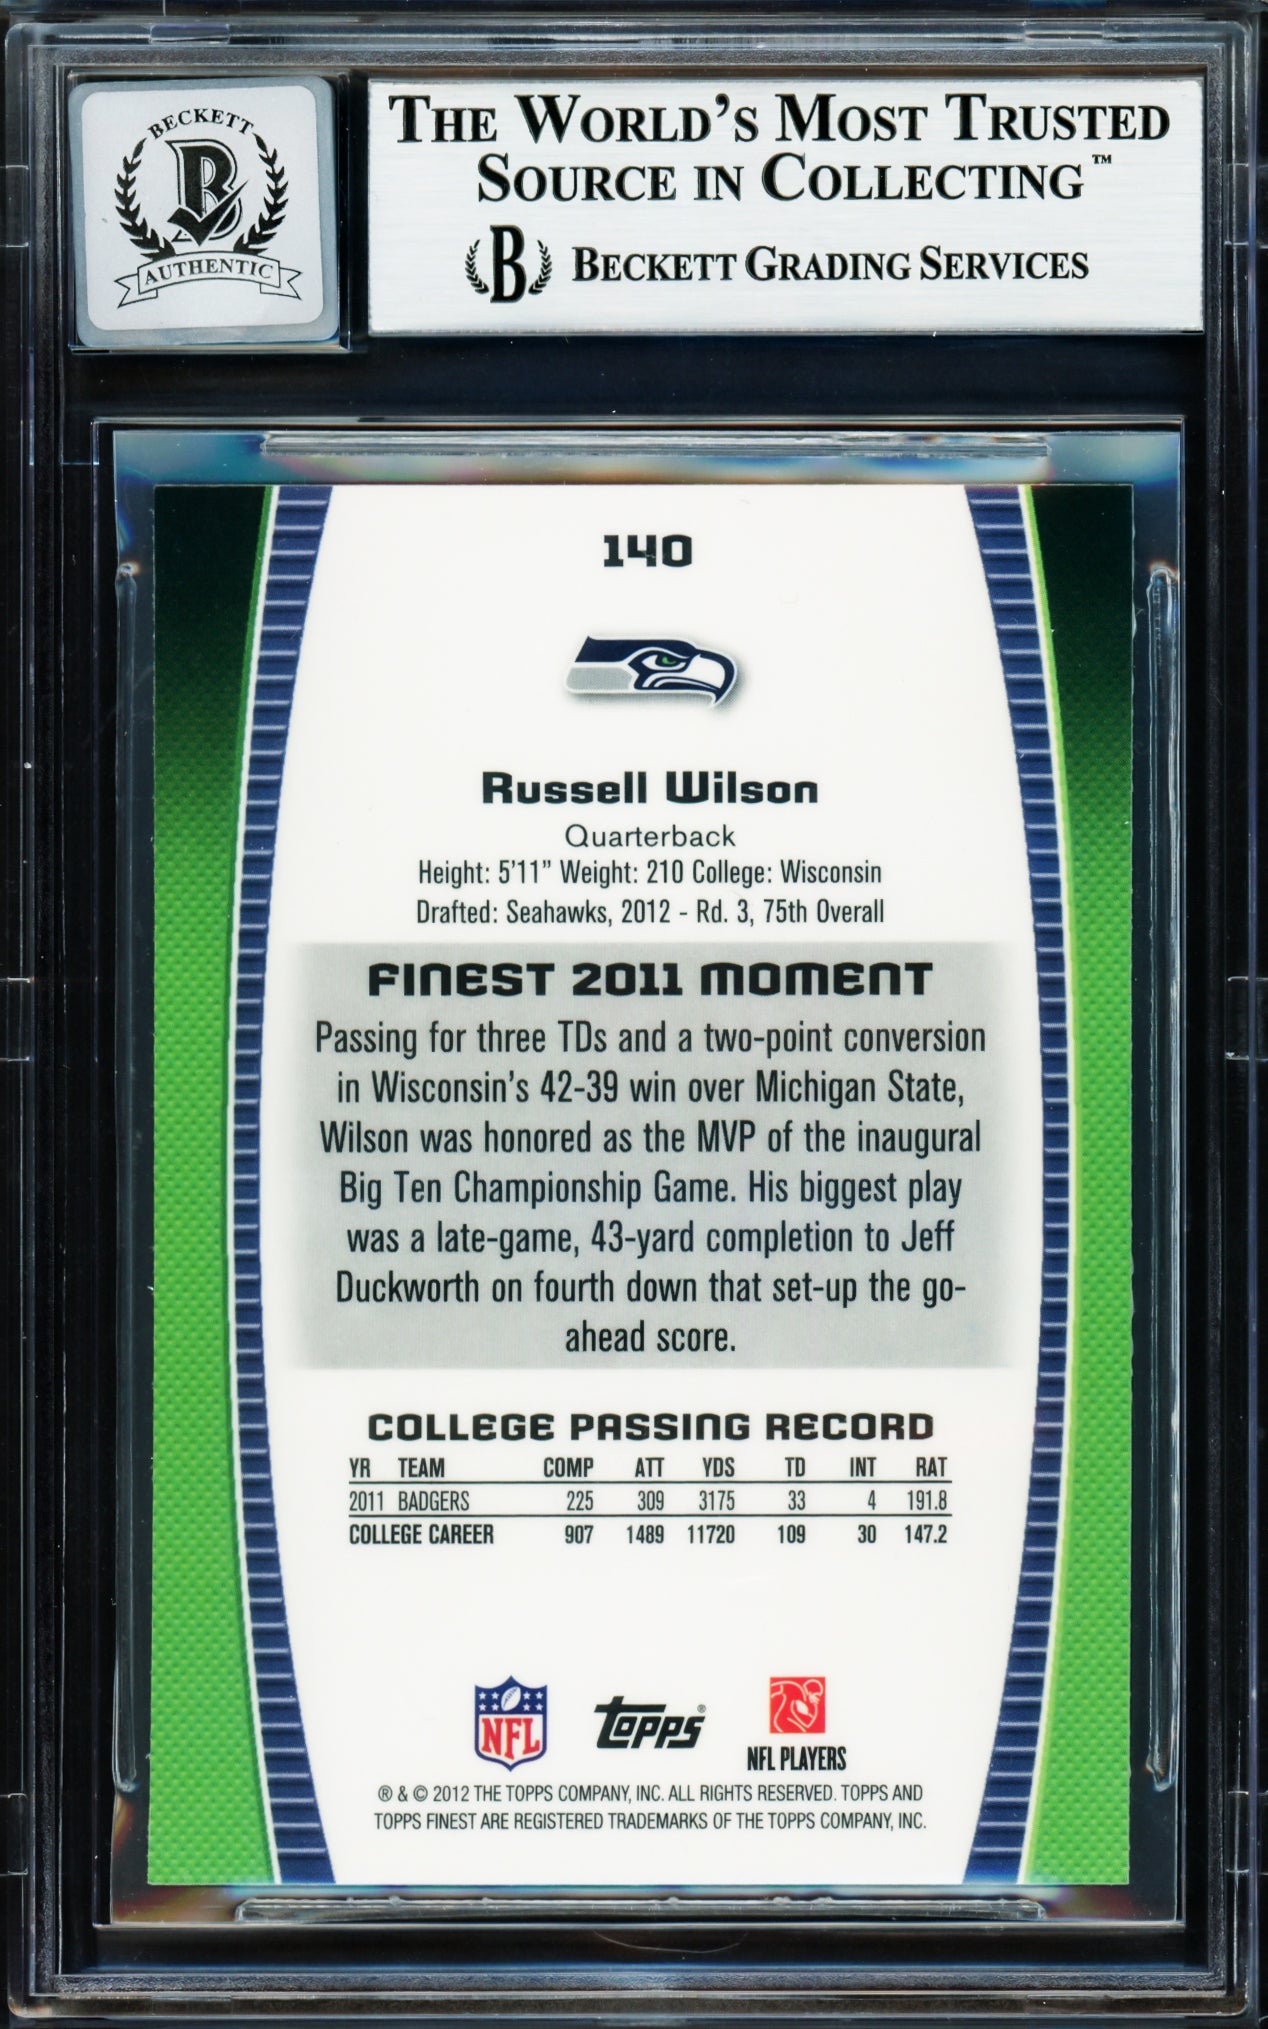 BECKETT
B
AUTHENTIC
THE WORLD'S MOST TRUSTED
SOURCE IN COLLECTING™
B BECKETT GRADING SERVICES
140
Russell Wilson
Quarterback
Height: 5'11” Weight: 210 College: Wisconsin
Drafted: Seahawks, 2012 - Rd. 3, 75th Overall
FINEST 2011 MOMENT
Passing for three TDs and a two-point conversion
in Wisconsin's 42-39 win over Michigan State,
Wilson was honored as the MVP of the inaugural
Big Ten Championship Game. His biggest play
was a late-game, 43-yard completion to Jeff
Duckworth on fourth down that set-up the go-
ahead score.
COLLEGE PASSING RECORD
YR TEAM COMP ATT YDS TD INT RAT
2011 BADGERS 225 309 3175 33 4 191.8
COLLEGE CAREER 907 1489 11720 109 30 147.2
NFL
topps®
NFL PLAYERS
® & © 2012 THE TOPPS COMPANY, INC. ALL RIGHTS RESERVED. TOPPS AND
TOPPS FINEST ARE REGISTERED TRADEMARKS OF THE TOPPS COMPANY, INC.